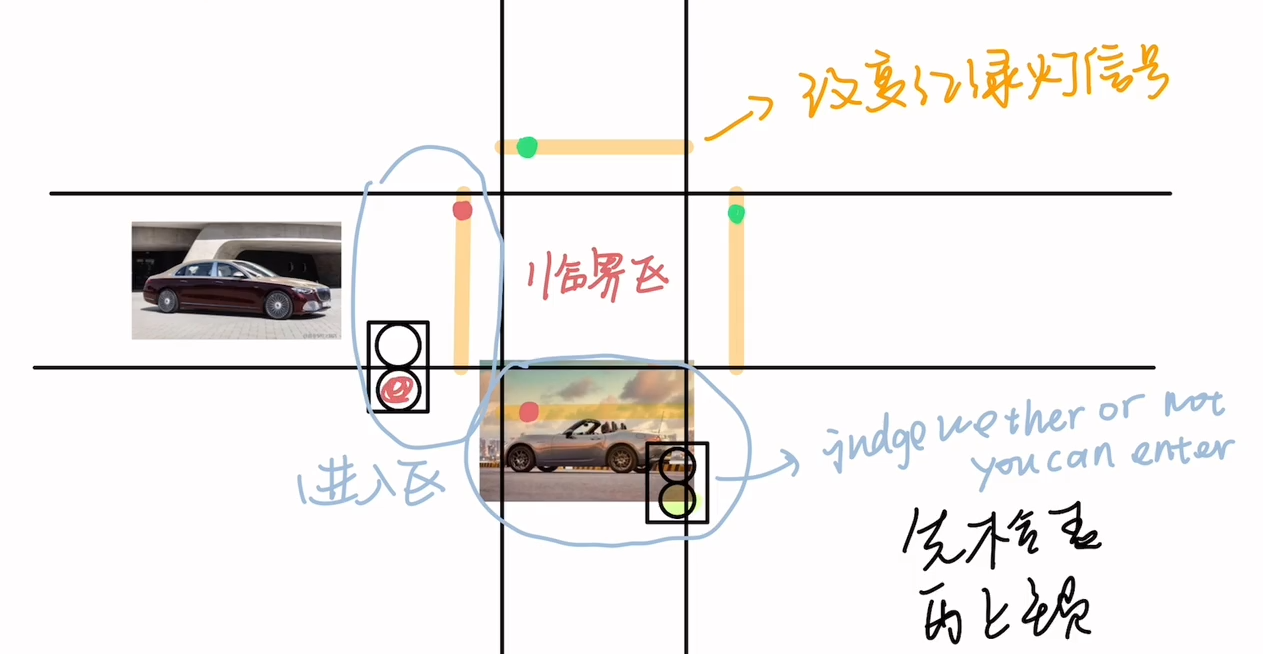 改变红绿灯信号
临界区
进入区
judge wether or not
you can enter
先检查
再上锁